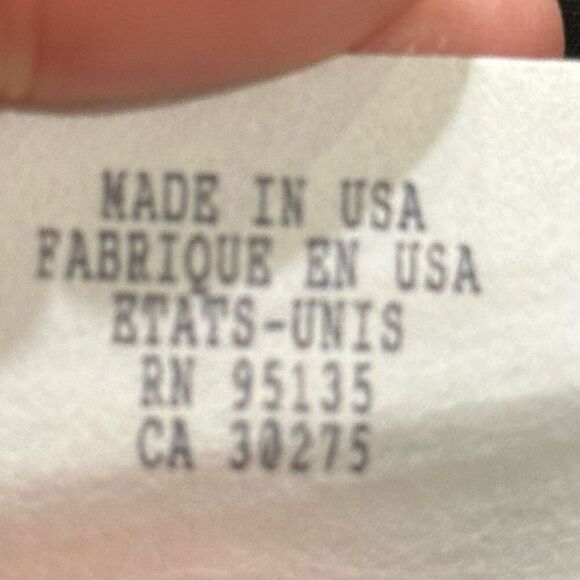 MADE IN USA
FABRIQUE EN USA
ETATS-UNIS
RN 95135
CA 30275